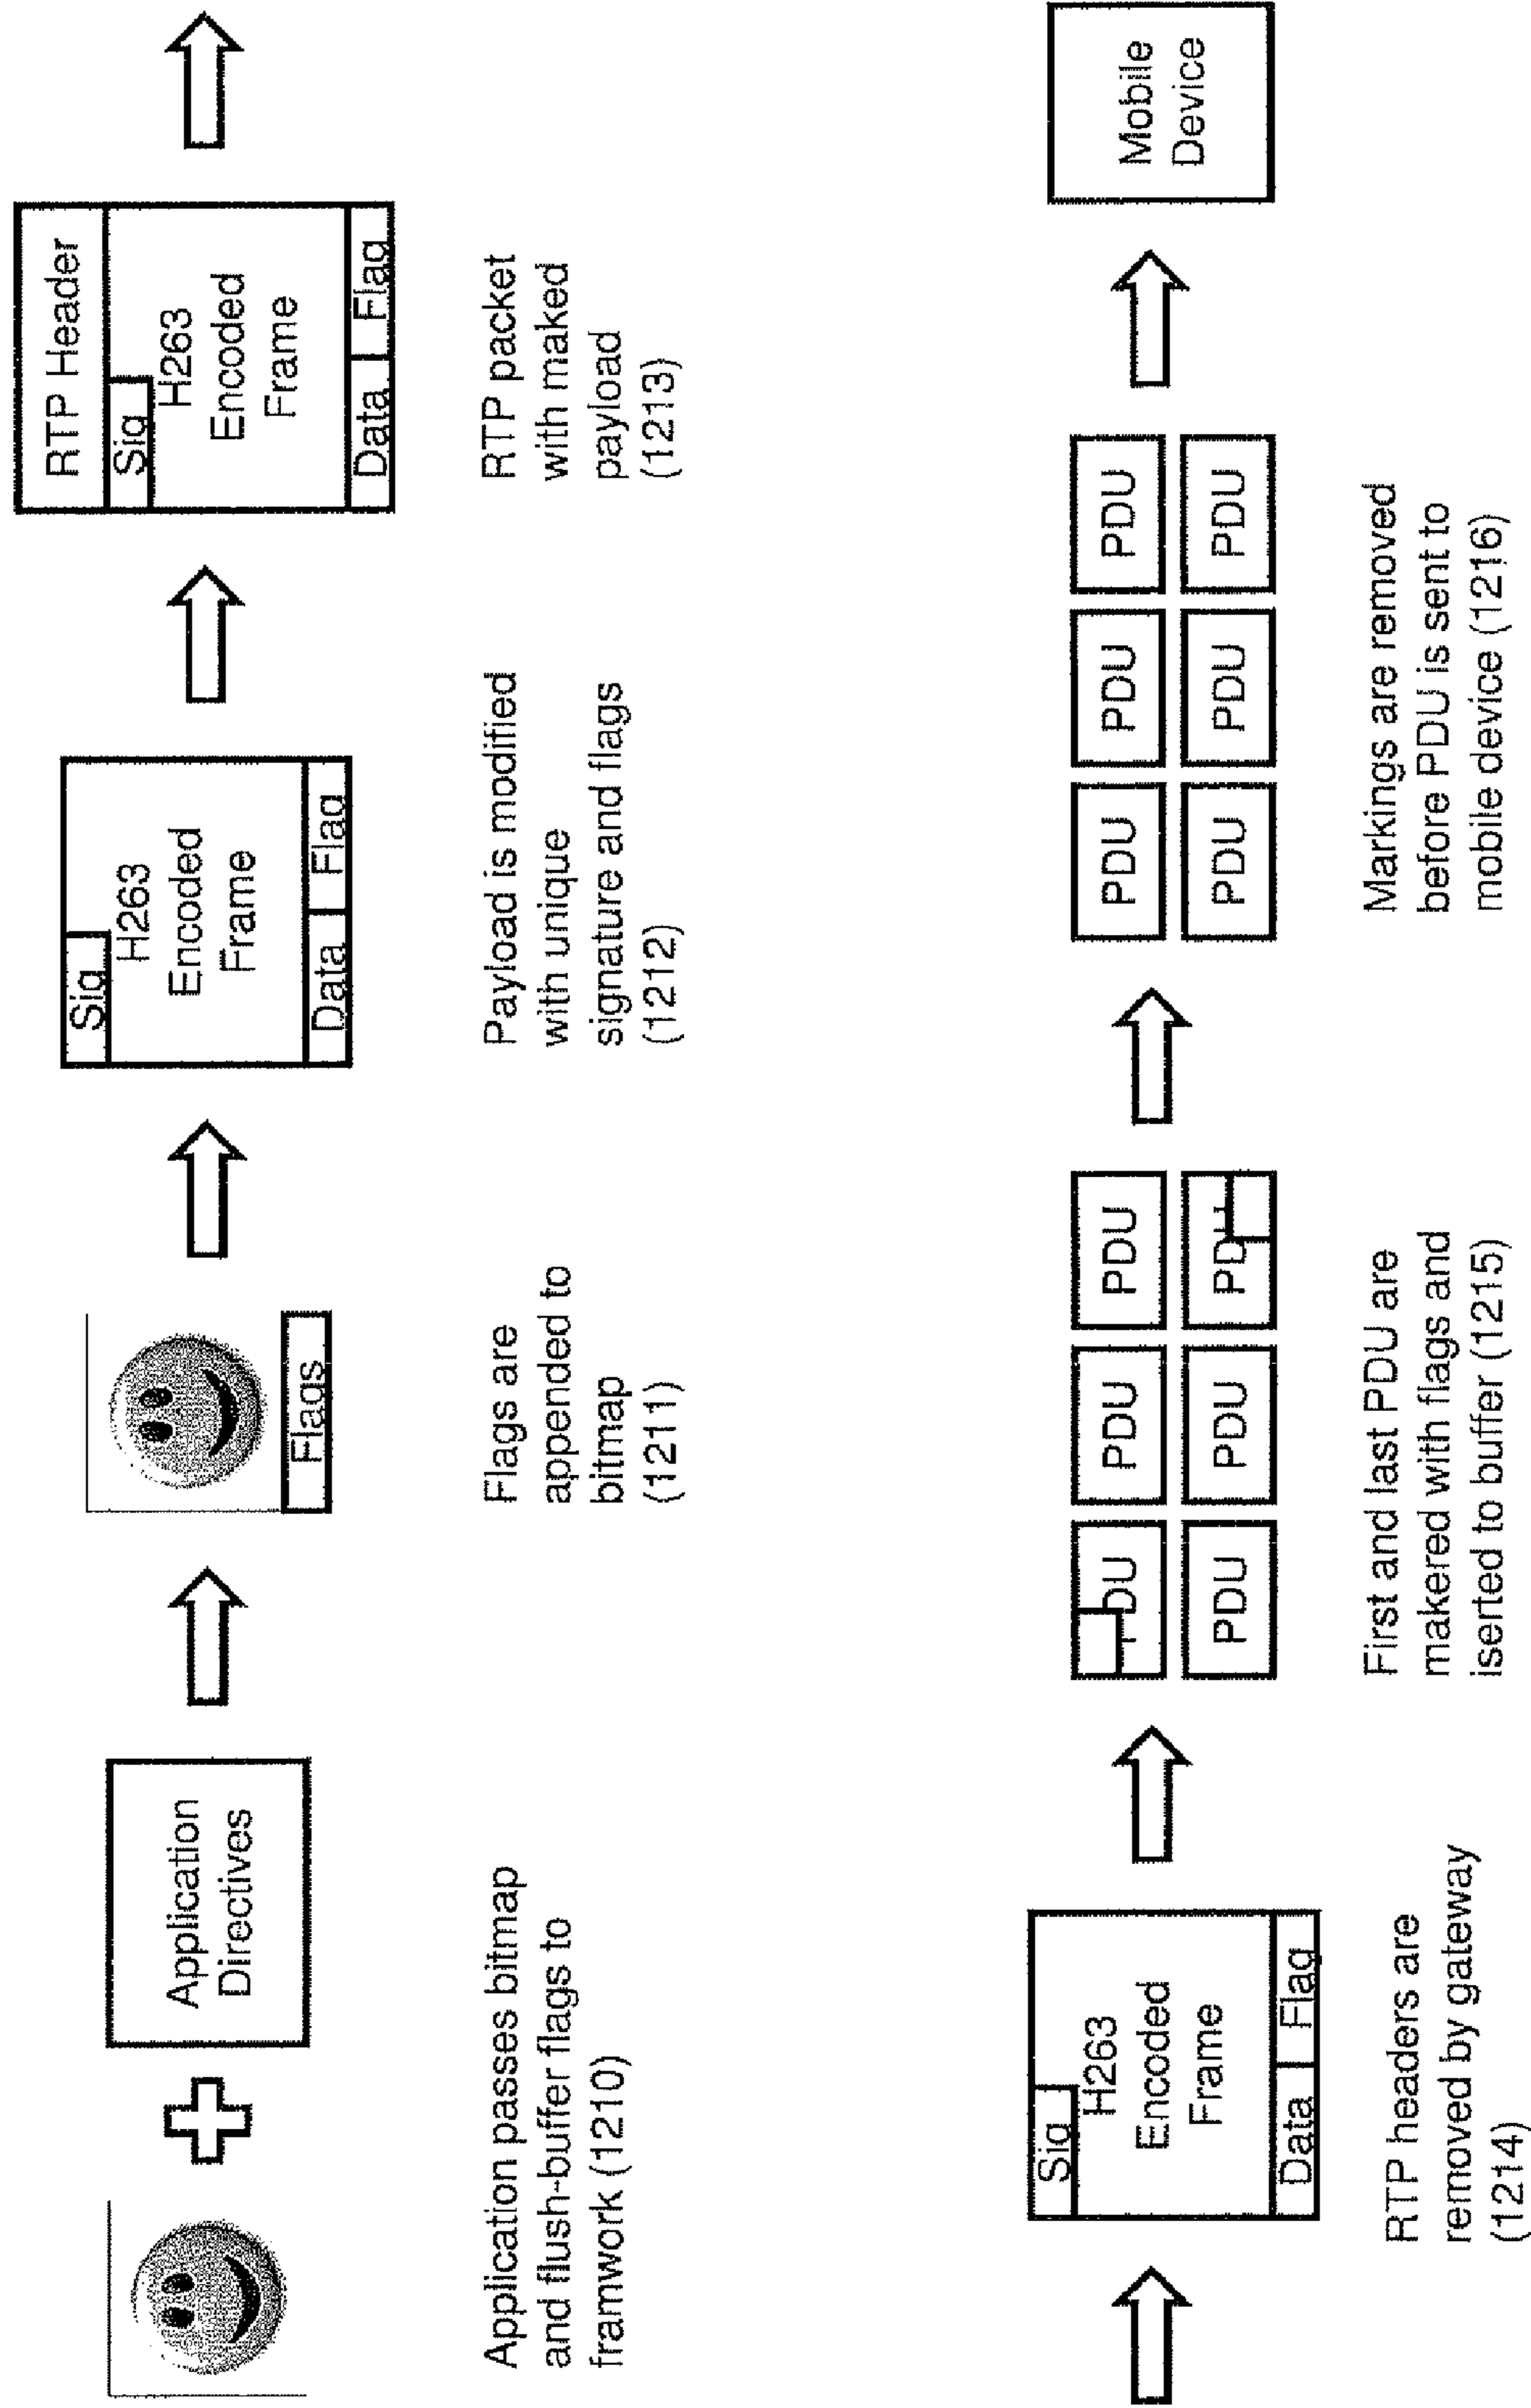 Application
Directives
Application passes bitmap
and flush-buffer flags to
framwork (1210)
Flags
Flags are
appended to
bitmap
(1211)
Sig
H263
Encoded
Frame
Data Flag
Payload is modified
with unique
signature and flags
(1212)
RTP Header
Sig
H263
Encoded
Frame
Data Flag
RTP packet
with maked
payload
(1213)
Sig
H263
Encoded
Frame
Data Flag
RTP headers are
removed by gateway
(1214)
PDU PDU PDU
PDU PDU PDU
First and last PDU are
makered with flags and
iserted to buffer (1215)
PDU PDU PDU
PDU PDU PDU
Markings are removed
before PDU is sent to
mobile device (1216)
Mobile
Device